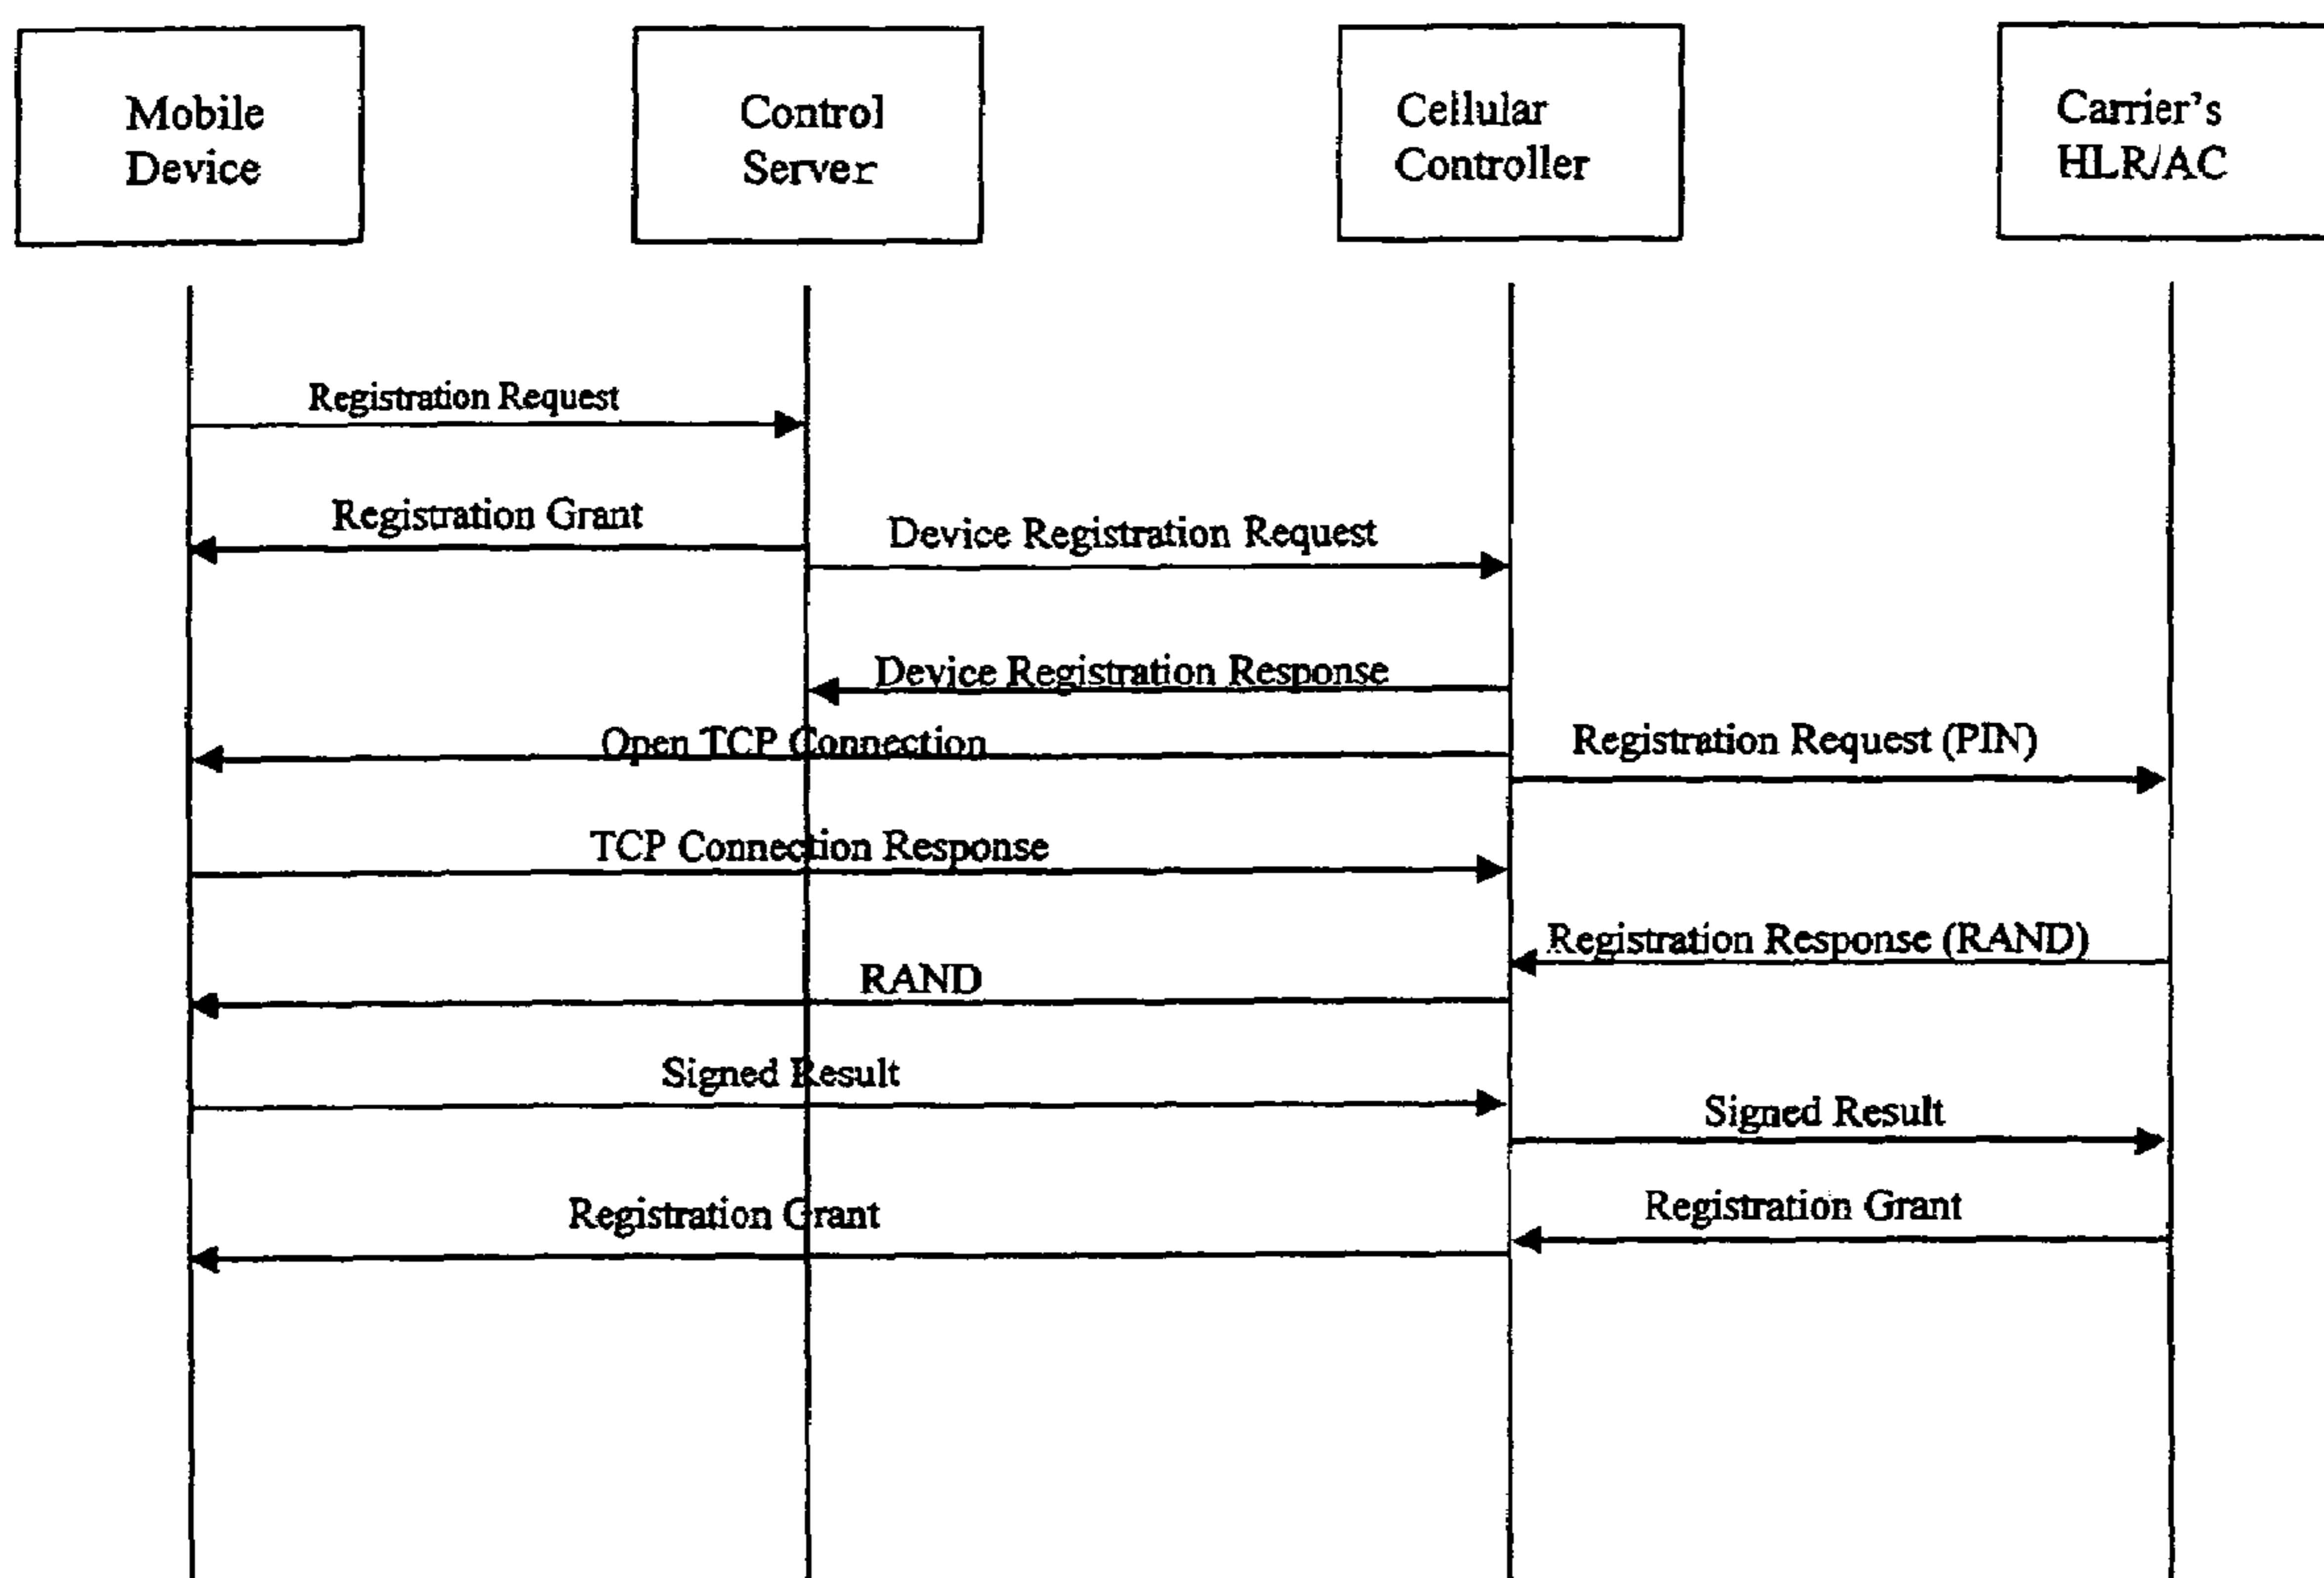 Mobile
Device
Control
Server
Cellular
Controller
Carrier's
HLR/AC
Registration Request
Registration Grant
Device Registration Request
Device Registration Response
Open TCP Connection
Registration Request (PIN)
TCP Connection Response
Registration Response (RAND)
RAND
Signed Result
Signed Result
Registration Grant
Registration Grant